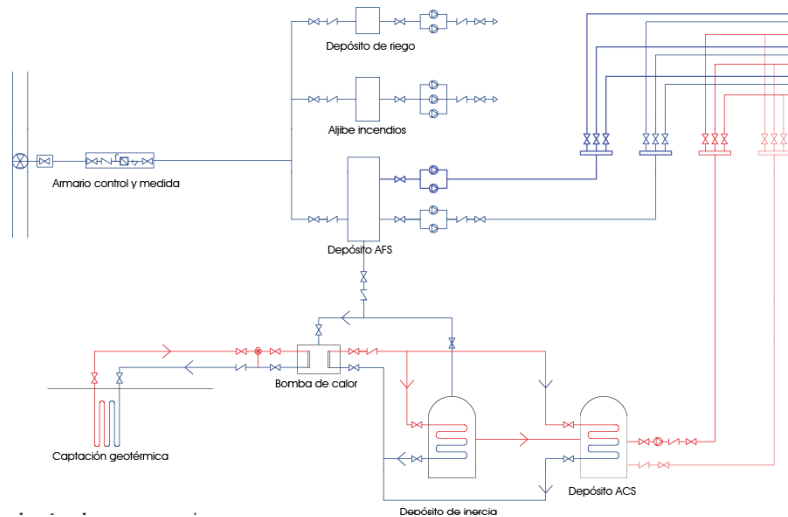 Depósito de riego
Aljibe incendios
Armario control y medida
Depósito AFS
Bomba de calor
Captación geotérmica
Depósito ACS
Depósito de inercia